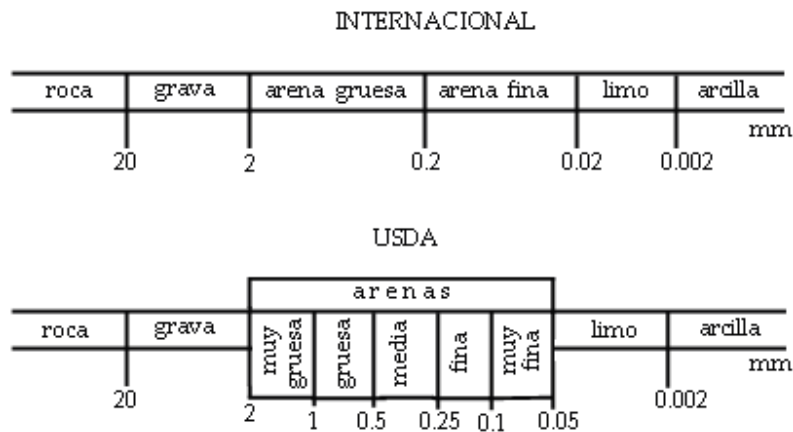 INTERNACIONAL
roca grava arena gruesa arena fina limo arcilla
mm
20 2 0.2 0.02 0.002
USDA
arenas
roca grava muy gruesa gruesa media fina muy fina limo arcilla
mm
20 2 1 0.5 0.25 0.1 0.05 0.002